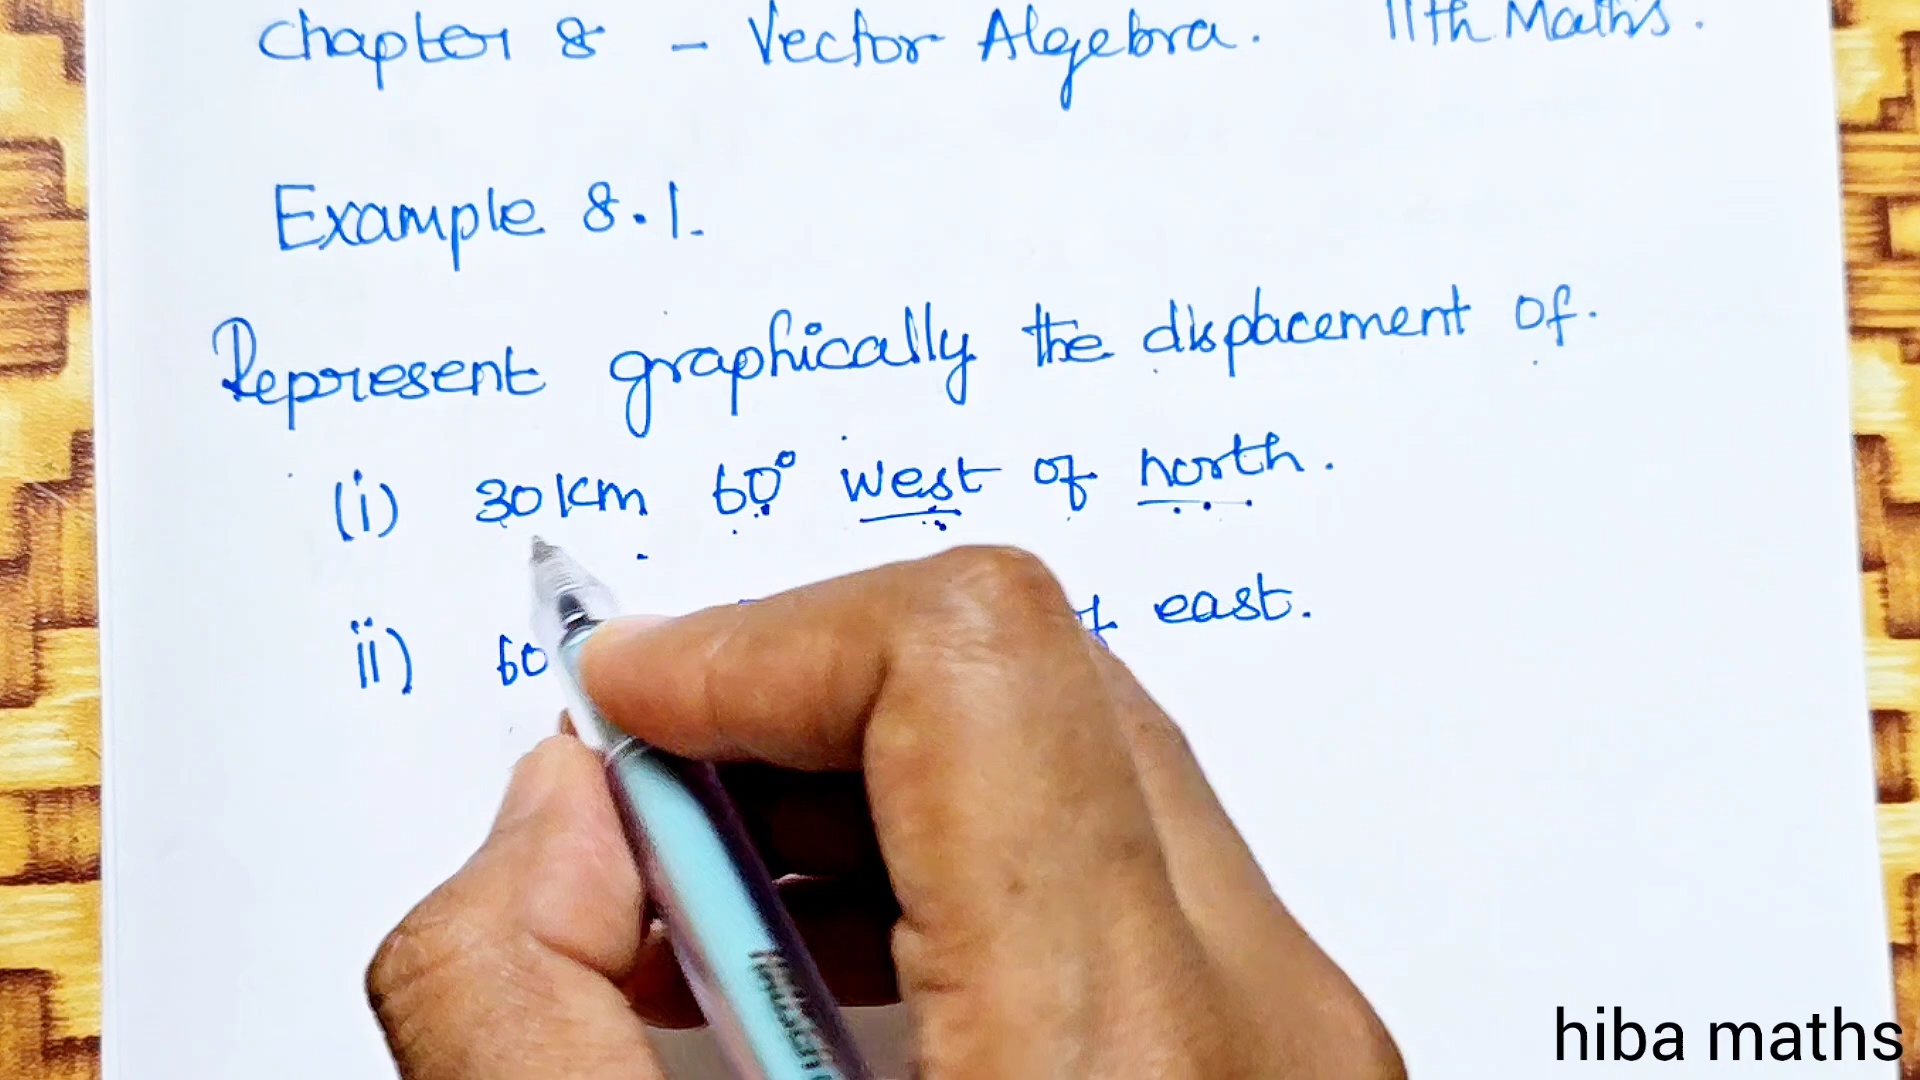 Chapter 8 - Vector Algebra. 11th Maths.
Example 8.1.
Represent graphically the displacement of.
(i) 30km 60° west of north.
ii) 60 east.
hiba maths